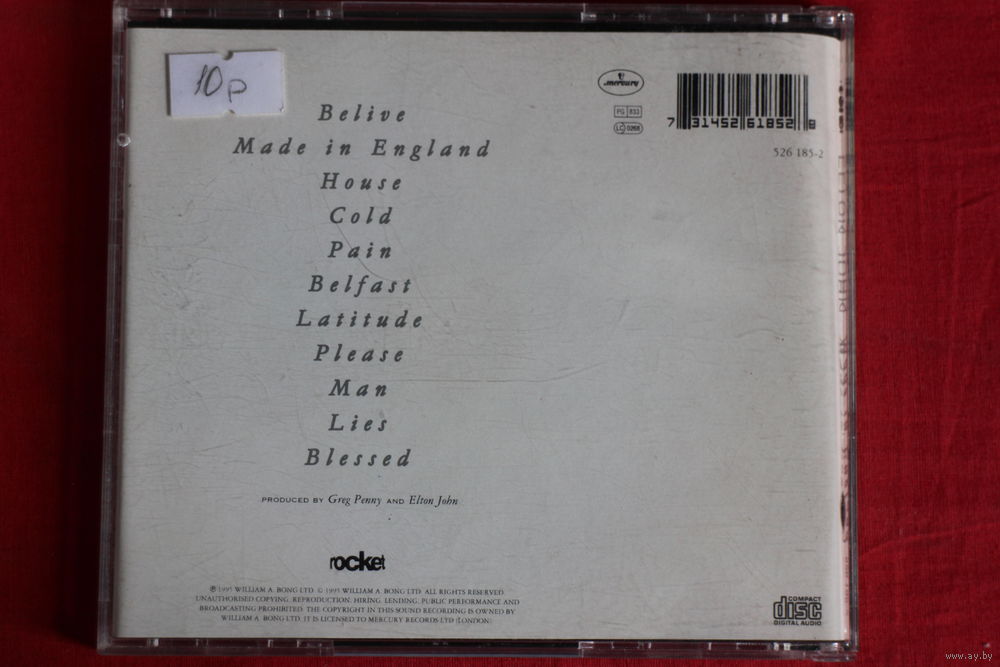 10p
mercury
PG 833
LC 0268
7 31452 61852 8
526 185-2
Belive
Made in England
House
Cold
Pain
Belfast
Latitude
Please
Man
Lies
Blessed
PRODUCED BY Greg Penny AND Elton John
rocket
℗ 1995 WILLIAM A. BONG LTD. © 1995 WILLIAM A. BONG LTD. ALL RIGHTS RESERVED.
UNAUTHORISED COPYING, REPRODUCTION, HIRING, LENDING, PUBLIC PERFORMANCE AND
BROADCASTING PROHIBITED. THE COPYRIGHT IN THIS SOUND RECORDING IS OWNED BY
WILLIAM A. BONG LTD. IT IS LICENSED TO MERCURY RECORDS LTD (LONDON)
COMPACT
disc
DIGITAL AUDIO
www.ay.by